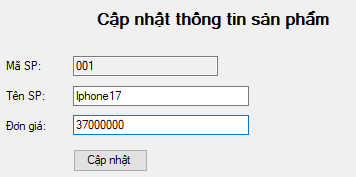 Cập nhật thông tin sản phẩm
Mã SP: 001
Tên SP: Iphone17
Đơn giá: 37000000
Cập nhật